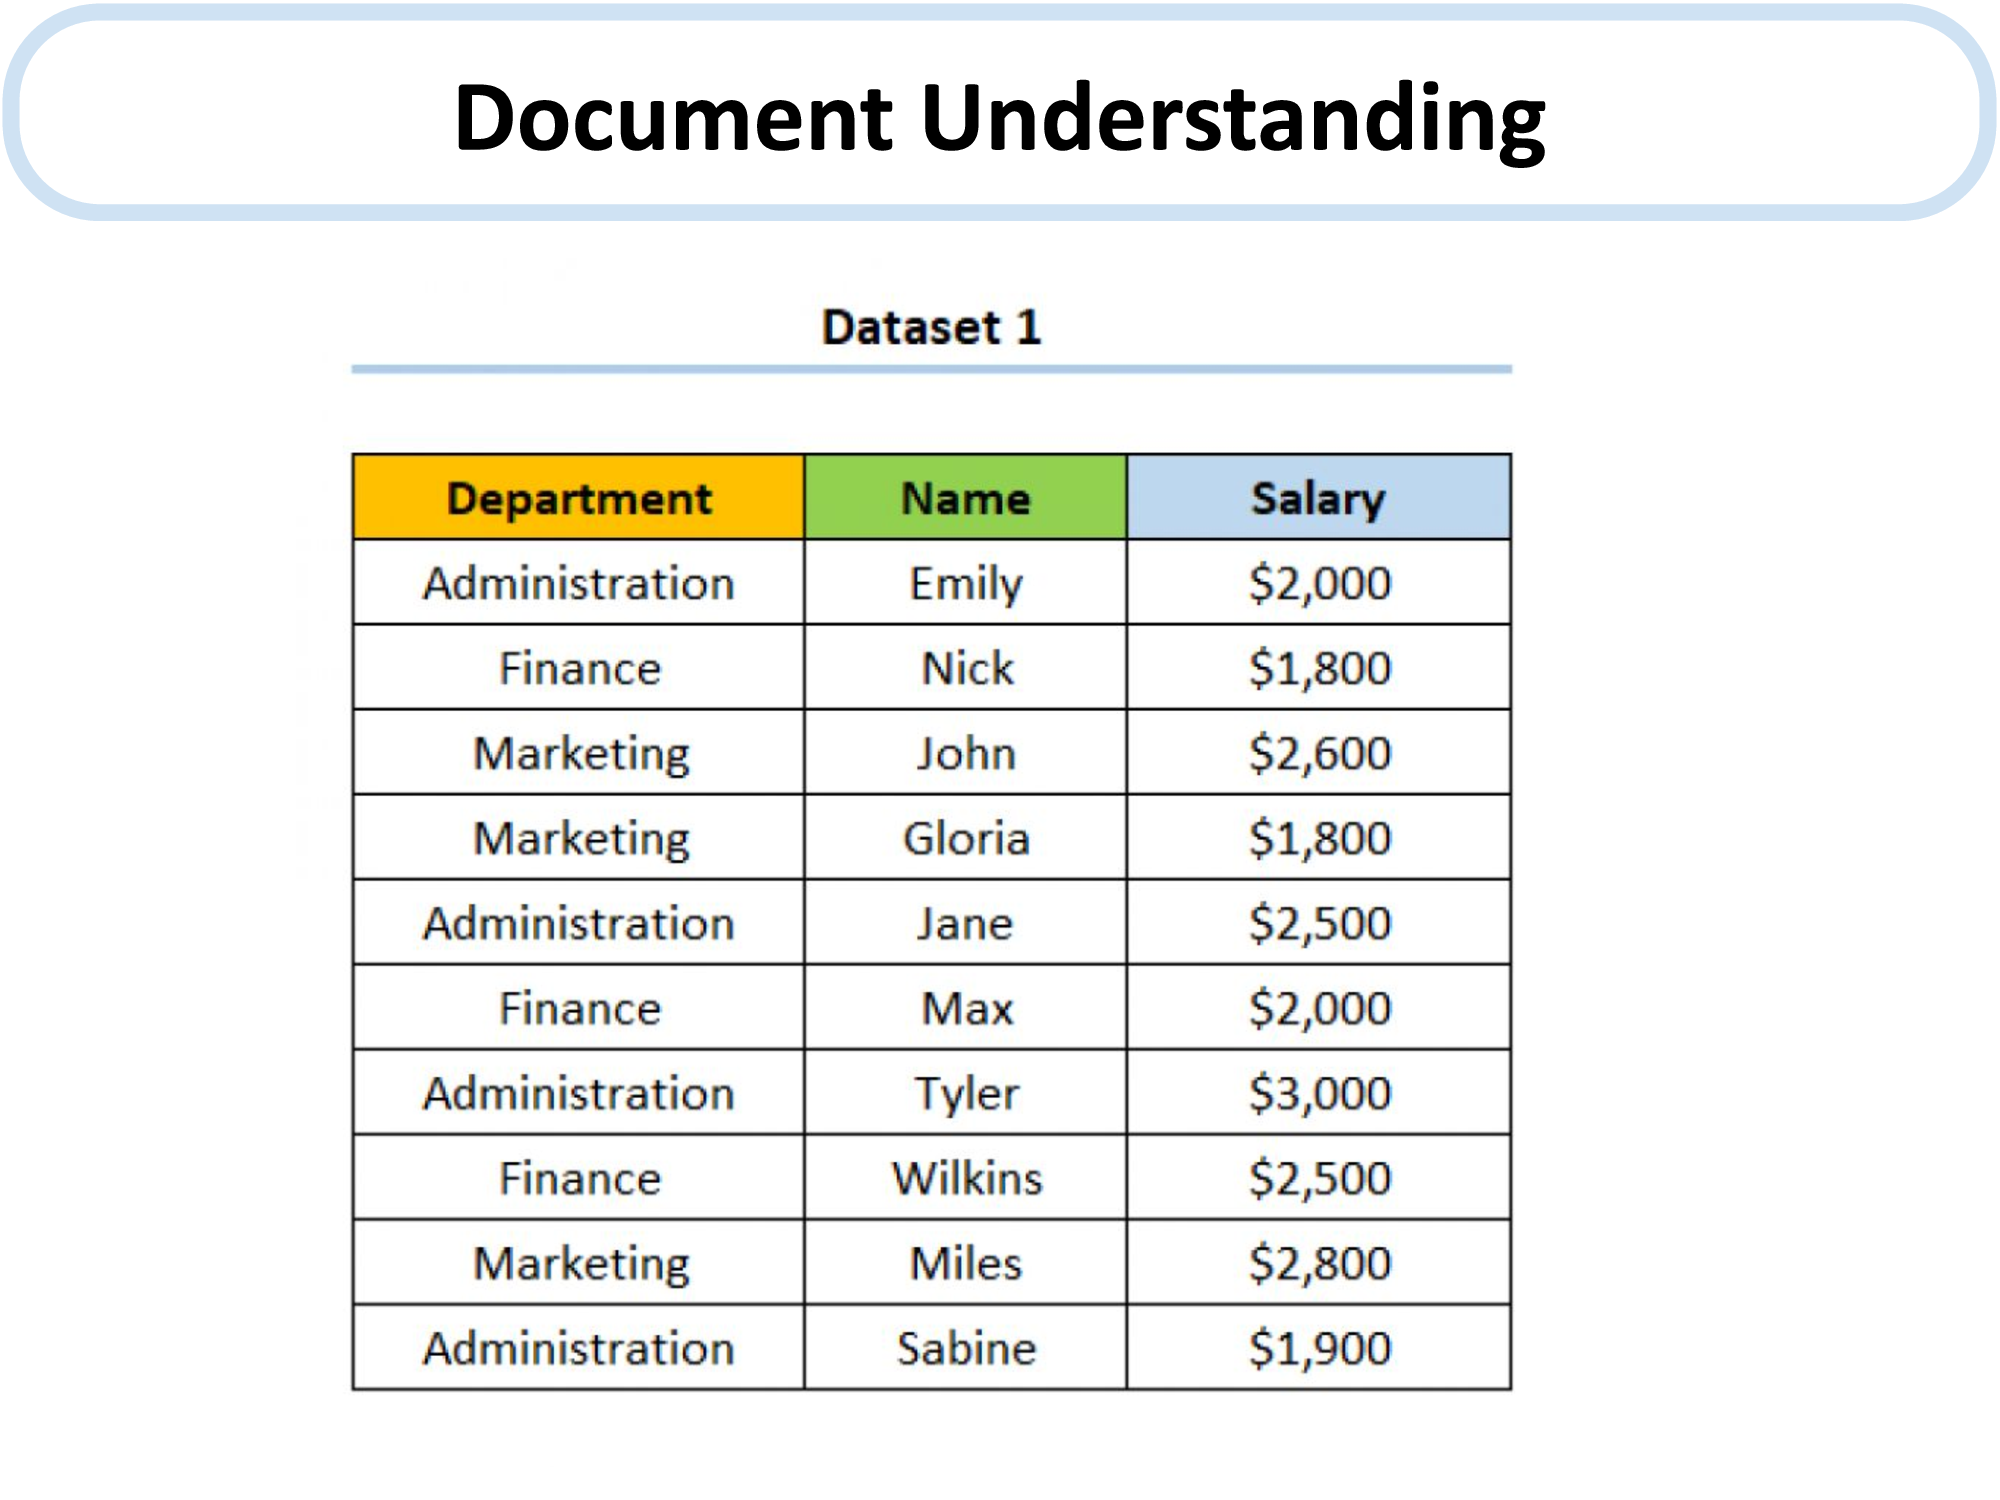 Document Understanding
Dataset 1
Department Name Salary
Administration Emily $2,000
Finance Nick $1,800
Marketing John $2,600
Marketing Gloria $1,800
Administration Jane $2,500
Finance Max $2,000
Administration Tyler $3,000
Finance Wilkins $2,500
Marketing Miles $2,800
Administration Sabine $1,900